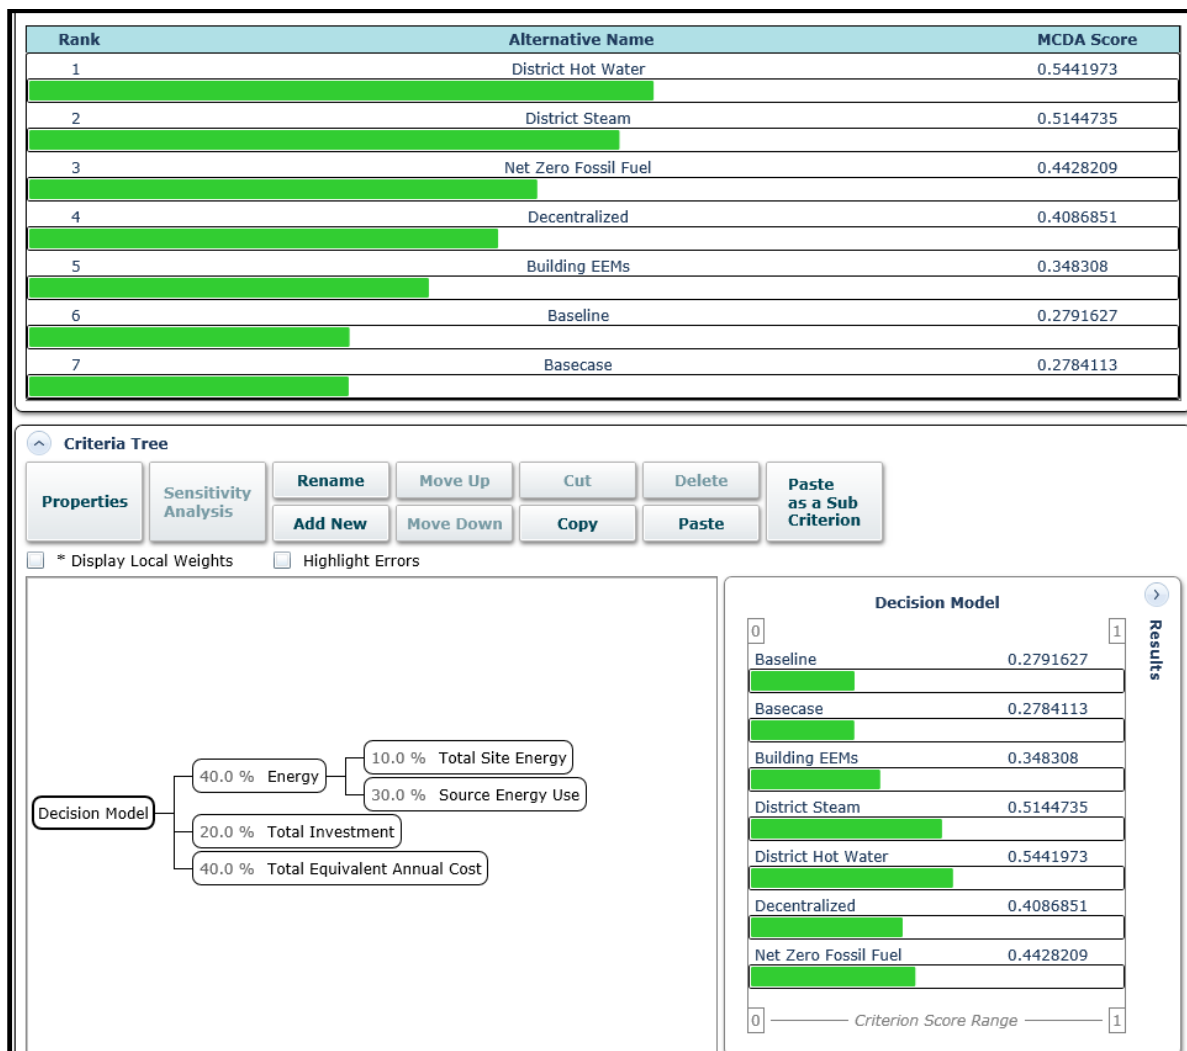 Rank Alternative Name MCDA Score
1 District Hot Water 0.5441973
2 District Steam 0.5144735
3 Net Zero Fossil Fuel 0.4428209
4 Decentralized 0.4086851
5 Building EEMs 0.348308
6 Baseline 0.2791627
7 Basecase 0.2784113
Criteria Tree
Properties
Sensitivity
Analysis
Rename
Add New
Move Up
Move Down
Cut
Copy
Delete
Paste
Paste
as a Sub
Criterion
* Display Local Weights
Highlight Errors
Decision Model
40.0 % Energy
10.0 % Total Site Energy
30.0 % Source Energy Use
20.0 % Total Investment
40.0 % Total Equivalent Annual Cost
Decision Model
0 1
Baseline 0.2791627
Basecase 0.2784113
Building EEMs 0.348308
District Steam 0.5144735
District Hot Water 0.5441973
Decentralized 0.4086851
Net Zero Fossil Fuel 0.4428209
0 Criterion Score Range 1
Results